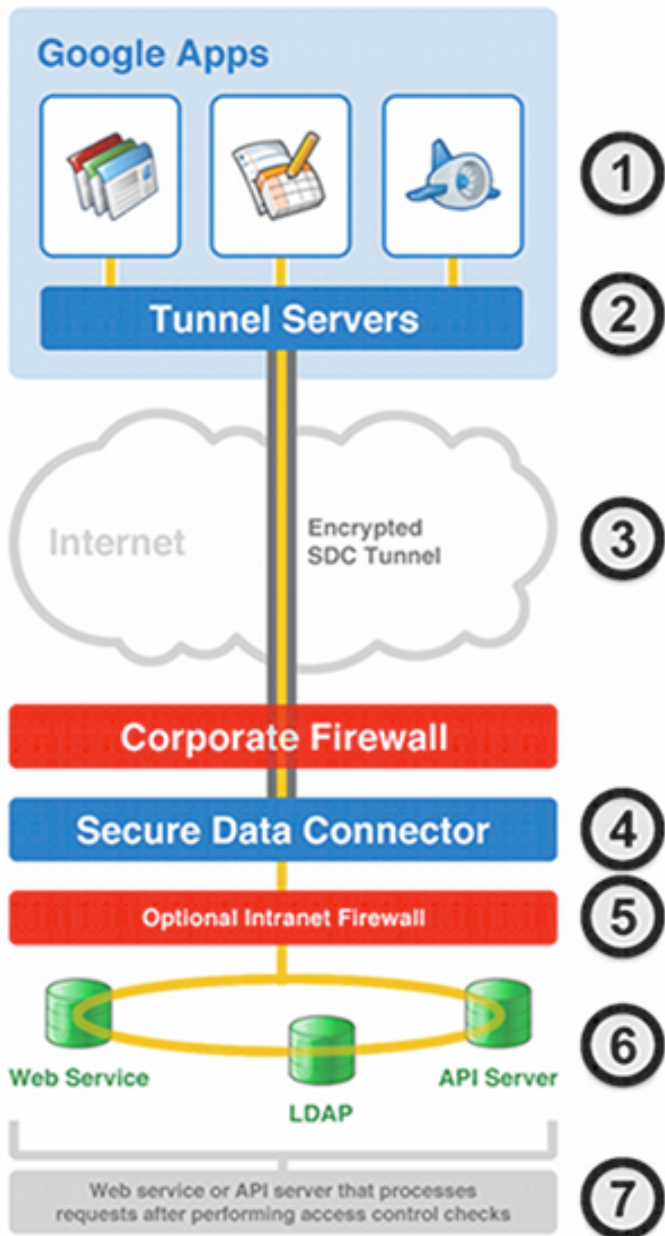 Google Apps
1
Tunnel Servers
2
Internet
Encrypted
SDC Tunnel
3
Corporate Firewall
Secure Data Connector
4
Optional Intranet Firewall
5
Web Service
LDAP
API Server
6
Web service or API server that processes
requests after performing access control checks
7